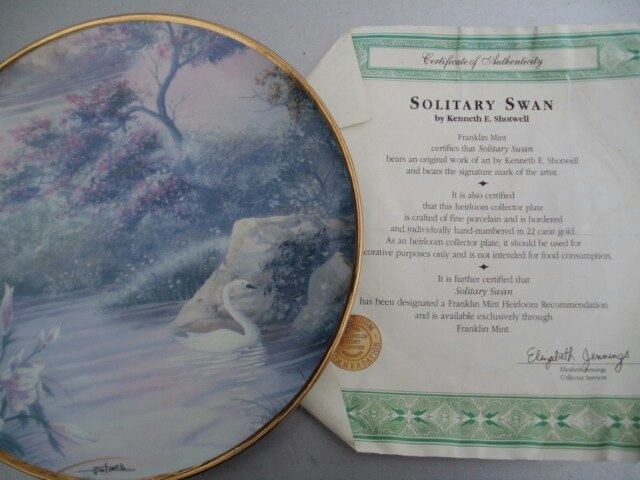 Certificate of Authenticity
SOLITARY SWAN
by Kenneth E. Shotwell
Franklin Mint
certifies that Solitary Swan
bears an original work of art by Kenneth E. Shotwell
and bears the signature mark of the artist.
It is also certified
that this heirloom collector plate
is crafted of fine porcelain and is bordered
and individually hand-numbered in 22 carat gold.
As an heirloom collector plate, it should be used for
corative purposes only and is not intended for food consumption.
It is further certified that
Solitary Swan
has been designated a Franklin Mint Heirloom Recommendation
and is available exclusively through
Franklin Mint.
Elizabeth Jennings
Elizabeth Jennings
Collector Services